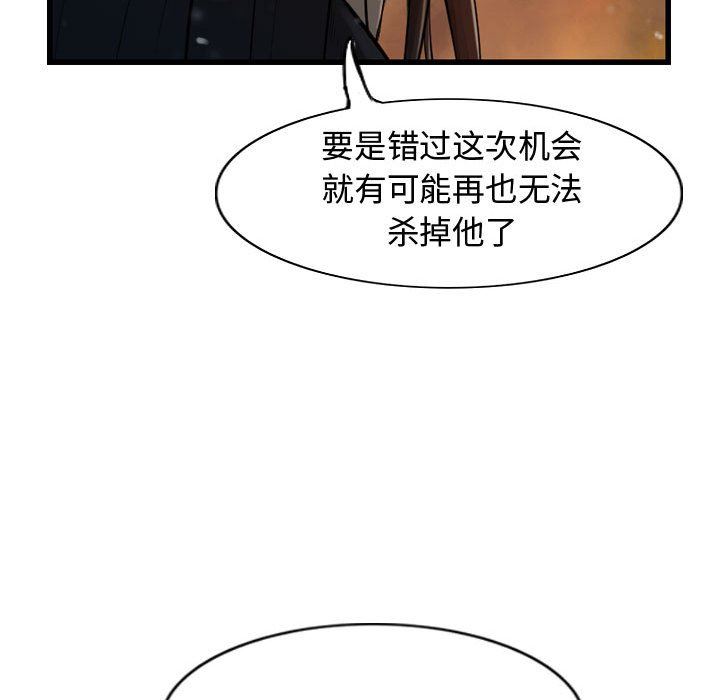 要是错过这次机会
就有可能再也无法
杀掉他了